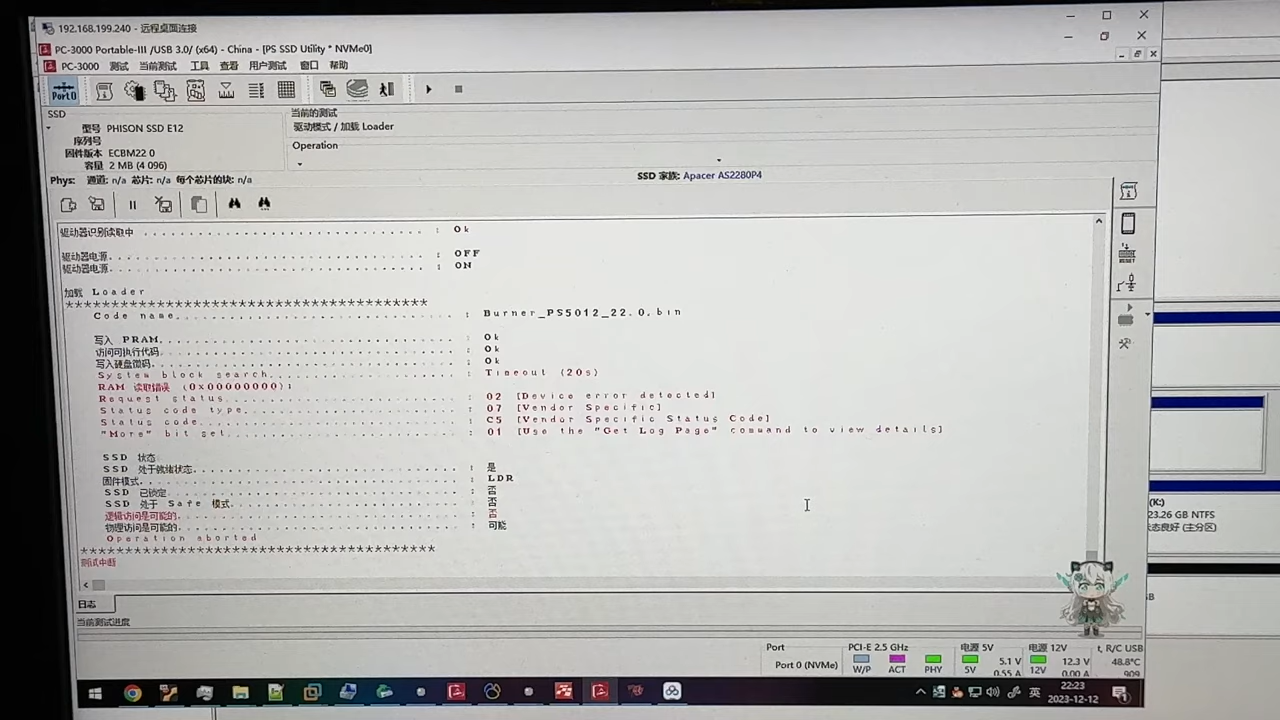 192.168.199.240 - 远程桌面连接
PC-3000 Portable-III /USB 3.0/ (x64) - China - [PS SSD Utility * NVMe0]
PC-3000 测试 当前测试 工具 查看 用户测试 窗口 帮助
Port0
SSD
型号 PHISON SSD E12
序列号
固件版本 ECBM22 0
容量 2 MB (4 096)
当前的测试
驱动模式 / 加载 Loader
Operation
Phys: 通道: n/a 芯片: n/a 每个芯片的块: n/a
SSD 家族: Apacer AS2280P4
驱动器识别读取中 : Ok
驱动器电源 : OFF
驱动器电源 : ON
加载 Loader
****************************************
Code name : Burner_PS5012_22.0.bin
写入 PRAM : Ok
访问可执行代码 : Ok
写入硬盘微码 : Ok
System block search : Timeout (20s)
RAM 读取错误 (0x00000000):
Request status : 02 [Device error detected]
Status code type : 07 [Vendor Specific]
Status code : C5 [Vendor Specific Status Code]
"More" bit set : 01 [Use the "Get Log Page" command to view details]
SSD 状态
SSD 处于就绪状态 : 是
固件模式 : LDR
SSD 已锁定 : 否
SSD 处于 Safe 模式 : 否
逻辑访问是可能的 : 否
物理访问是可能的 : 可能
Operation aborted
****************************************
测试中断
日志
当前测试进度
Port
Port 0 (NVMe)
PCI-E 2.5 GHz
W/P ACT PHY
电源 5V
5V 5.1 V
0.55 A
电源 12V
12V 12.3 V
0.00 A
t, R/C USB
48.8°C
909
(K:)
23.26 GB NTFS
状态良好 (主分区)
英
22:23
2023-12-12